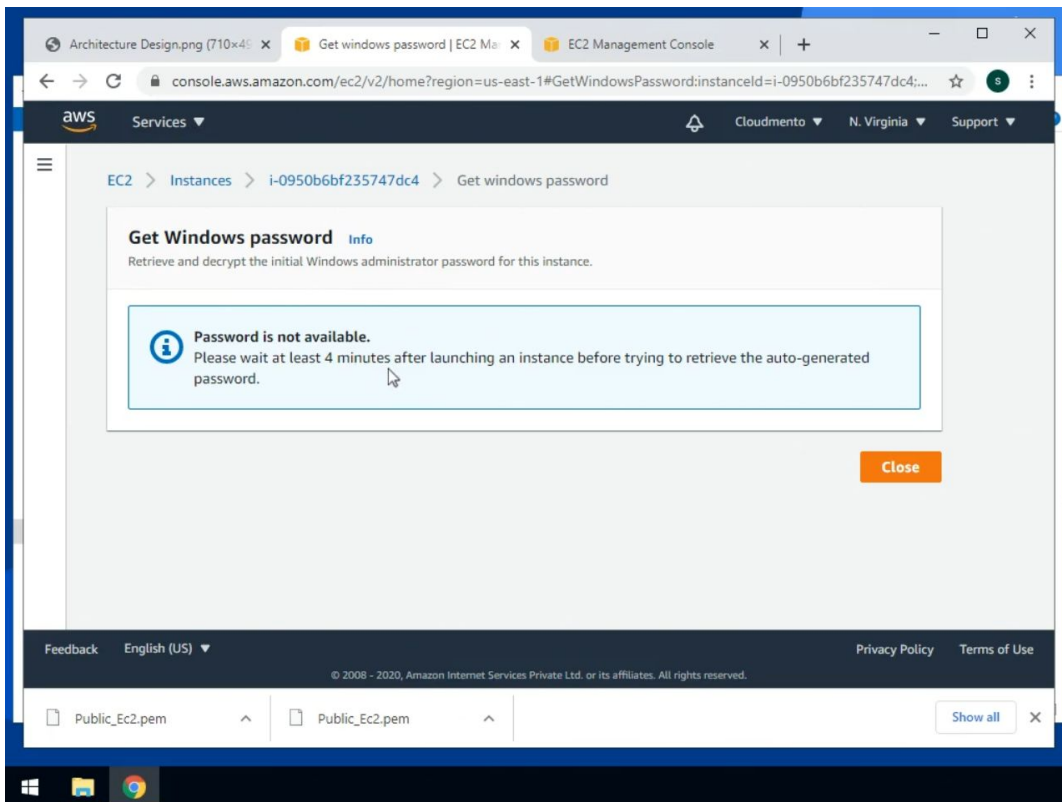 Architecture Design.png (710×49
Get windows password | EC2 Ma
EC2 Management Console
console.aws.amazon.com/ec2/v2/home?region=us-east-1#GetWindowsPassword:instanceId=i-0950b6bf235747dc4;...
S
aws
Services
Cloudmento
N. Virginia
Support
EC2 > Instances > i-0950b6bf235747dc4 > Get windows password
Get Windows password Info
Retrieve and decrypt the initial Windows administrator password for this instance.
Password is not available.
Please wait at least 4 minutes after launching an instance before trying to retrieve the auto-generated
password.
Close
Feedback
English (US)
Privacy Policy
Terms of Use
© 2008 - 2020, Amazon Internet Services Private Ltd. or its affiliates. All rights reserved.
Public_Ec2.pem
Public_Ec2.pem
Show all